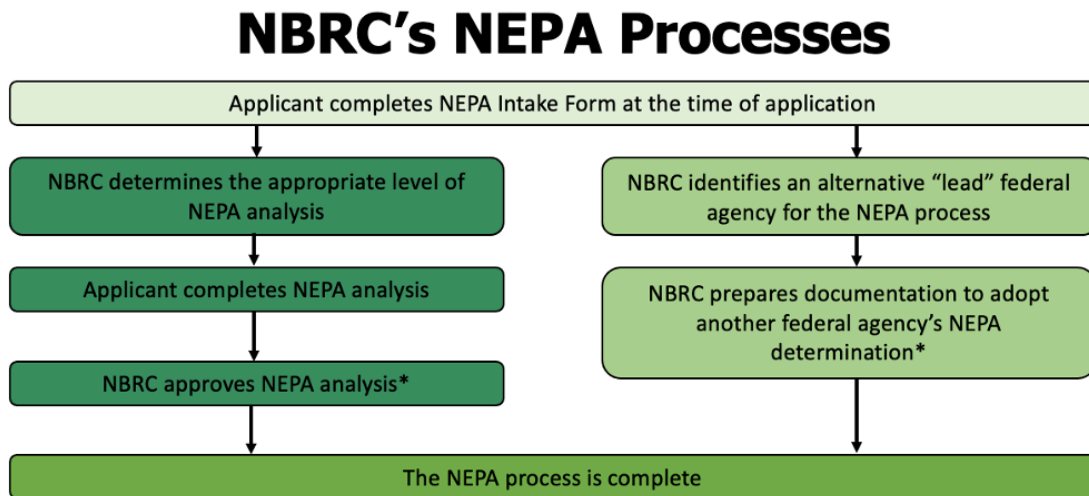 NBRC's NEPA Processes
Applicant completes NEPA Intake Form at the time of application
NBRC determines the appropriate level of
NEPA analysis
Applicant completes NEPA analysis
NBRC approves NEPA analysis*
NBRC identifies an alternative “lead” federal
agency for the NEPA process
NBRC prepares documentation to adopt
another federal agency’s NEPA
determination*
The NEPA process is complete